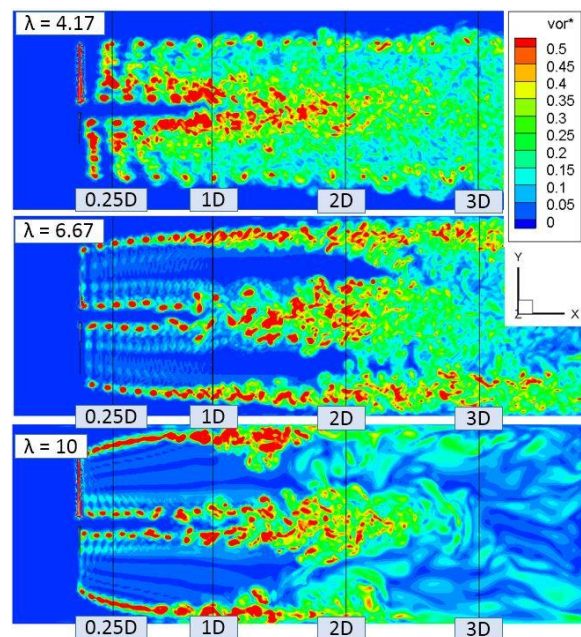 λ = 4.17
vor*
0.5
0.45
0.4
0.35
0.3
0.25
0.2
0.15
0.1
0.05
0
0.25D
1D
2D
3D
λ = 6.67
Y
Z
X
0.25D
1D
2D
3D
λ = 10
0.25D
1D
2D
3D